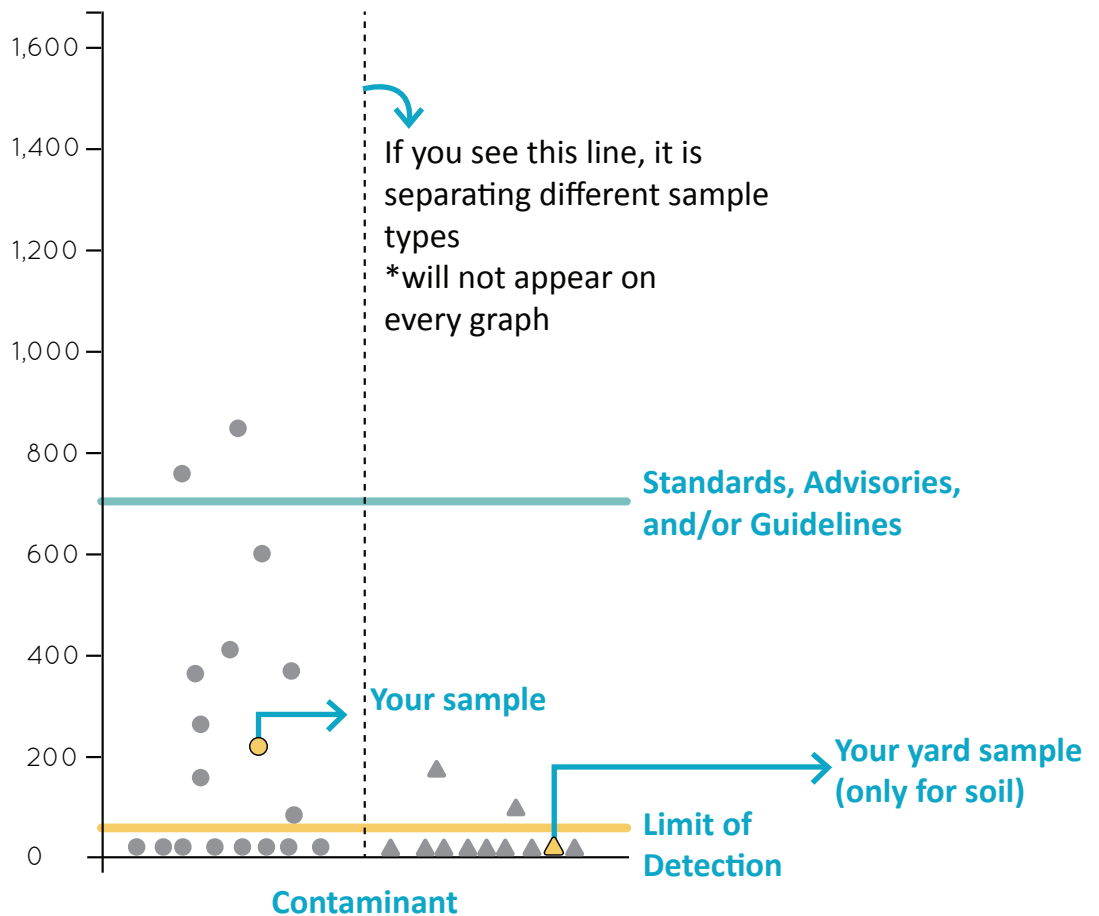 1,600
If you see this line, it is
separating different sample
types
*will not appear on
every graph
1,400
1,200
1,000
800
Standards, Advisories,
and/or Guidelines
600
400
Your sample
200
Your yard sample
(only for soil)
Limit of
Detection
0
Contaminant